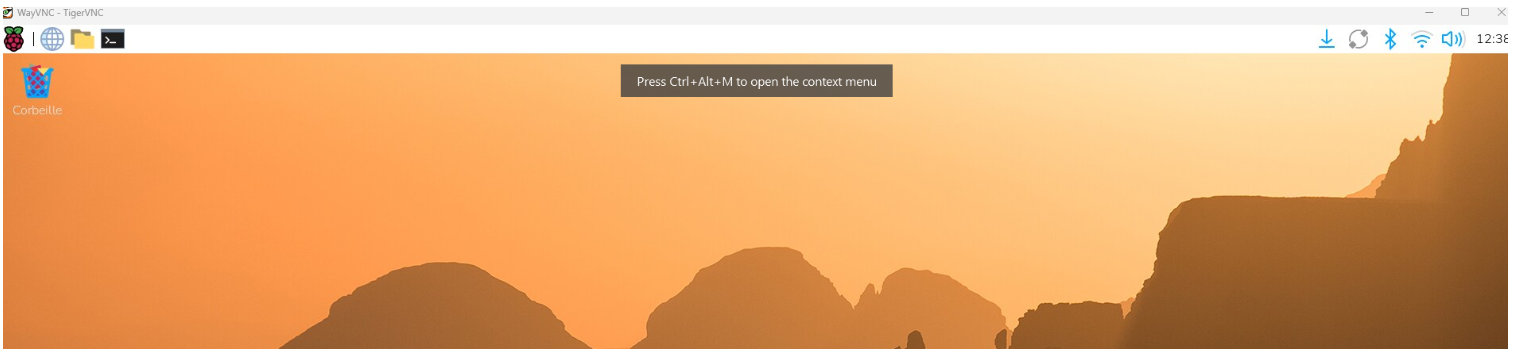 WayVNC - TigerVNC
12:38
Press Ctrl+Alt+M to open the context menu
Corbeille